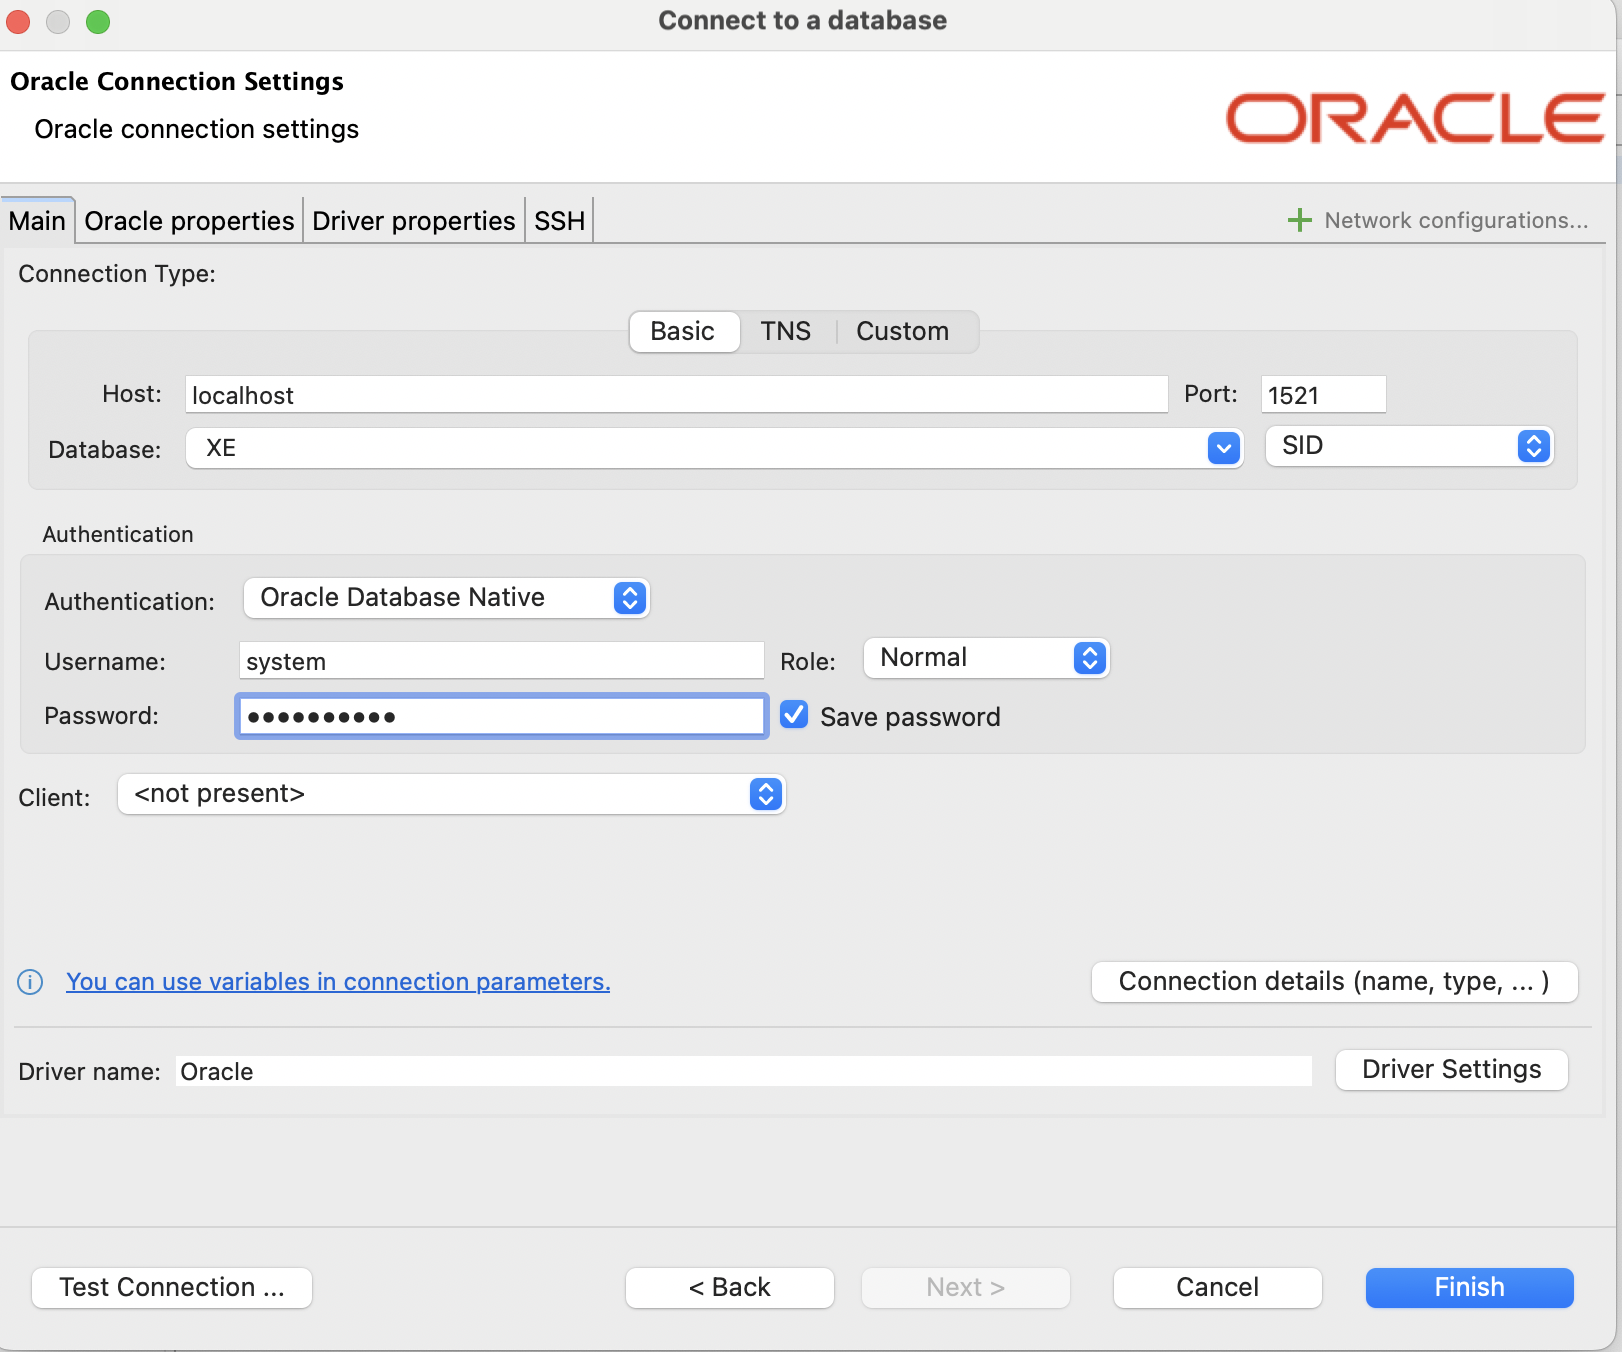 Connect to a database
Oracle Connection Settings
Oracle connection settings
ORACLE
Main Oracle properties Driver properties SSH Network configurations...
Connection Type:
Basic TNS Custom
Host: localhost Port: 1521
Database: XE SID
Authentication
Authentication: Oracle Database Native
Username: system Role: Normal
Password: •••••••••• Save password
Client: <not present>
You can use variables in connection parameters. Connection details (name, type, ... )
Driver name: Oracle Driver Settings
Test Connection ... < Back Next > Cancel Finish